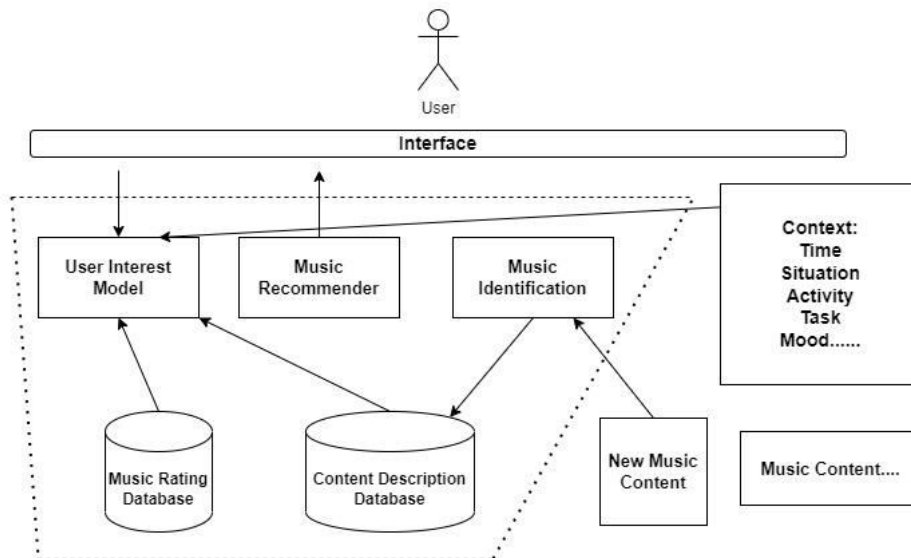 User
Interface
User Interest
Model
Music
Recommender
Music
Identification
Context:
Time
Situation
Activity
Task
Mood......
Music Rating
Database
Content Description
Database
New Music
Content
Music Content....